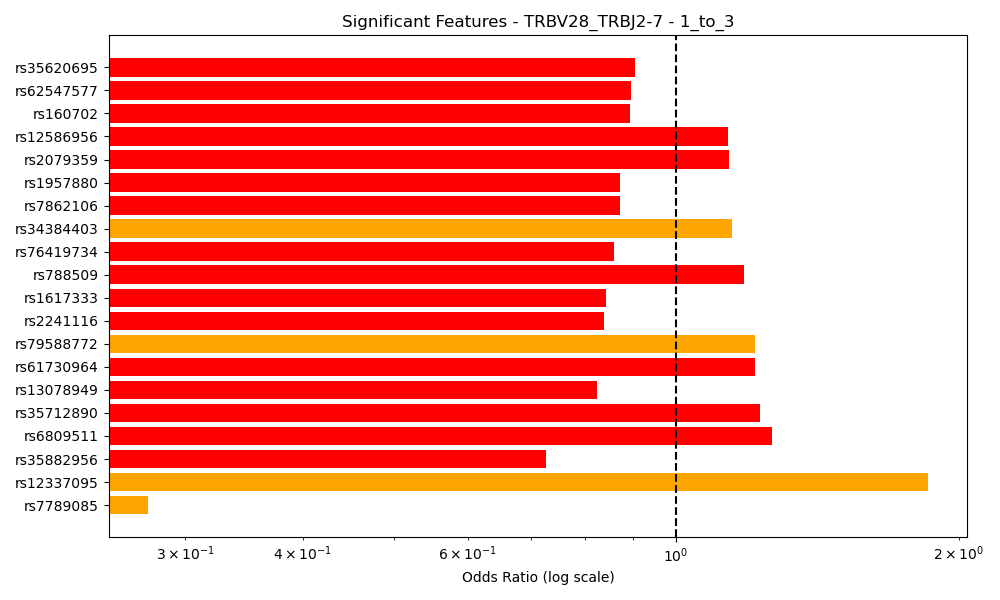 Significant Features - TRBV28_TRBJ2-7 - 1_to_3
rs35620695
rs62547577
rs160702
rs12586956
rs2079359
rs1957880
rs7862106
rs34384403
rs76419734
rs788509
rs1617333
rs2241116
rs79588772
rs61730964
rs13078949
rs35712890
rs6809511
rs35882956
rs12337095
rs7789085
3 × 10⁻¹ 4 × 10⁻¹ 6 × 10⁻¹ 10⁰ 2 × 10⁰
Odds Ratio (log scale)